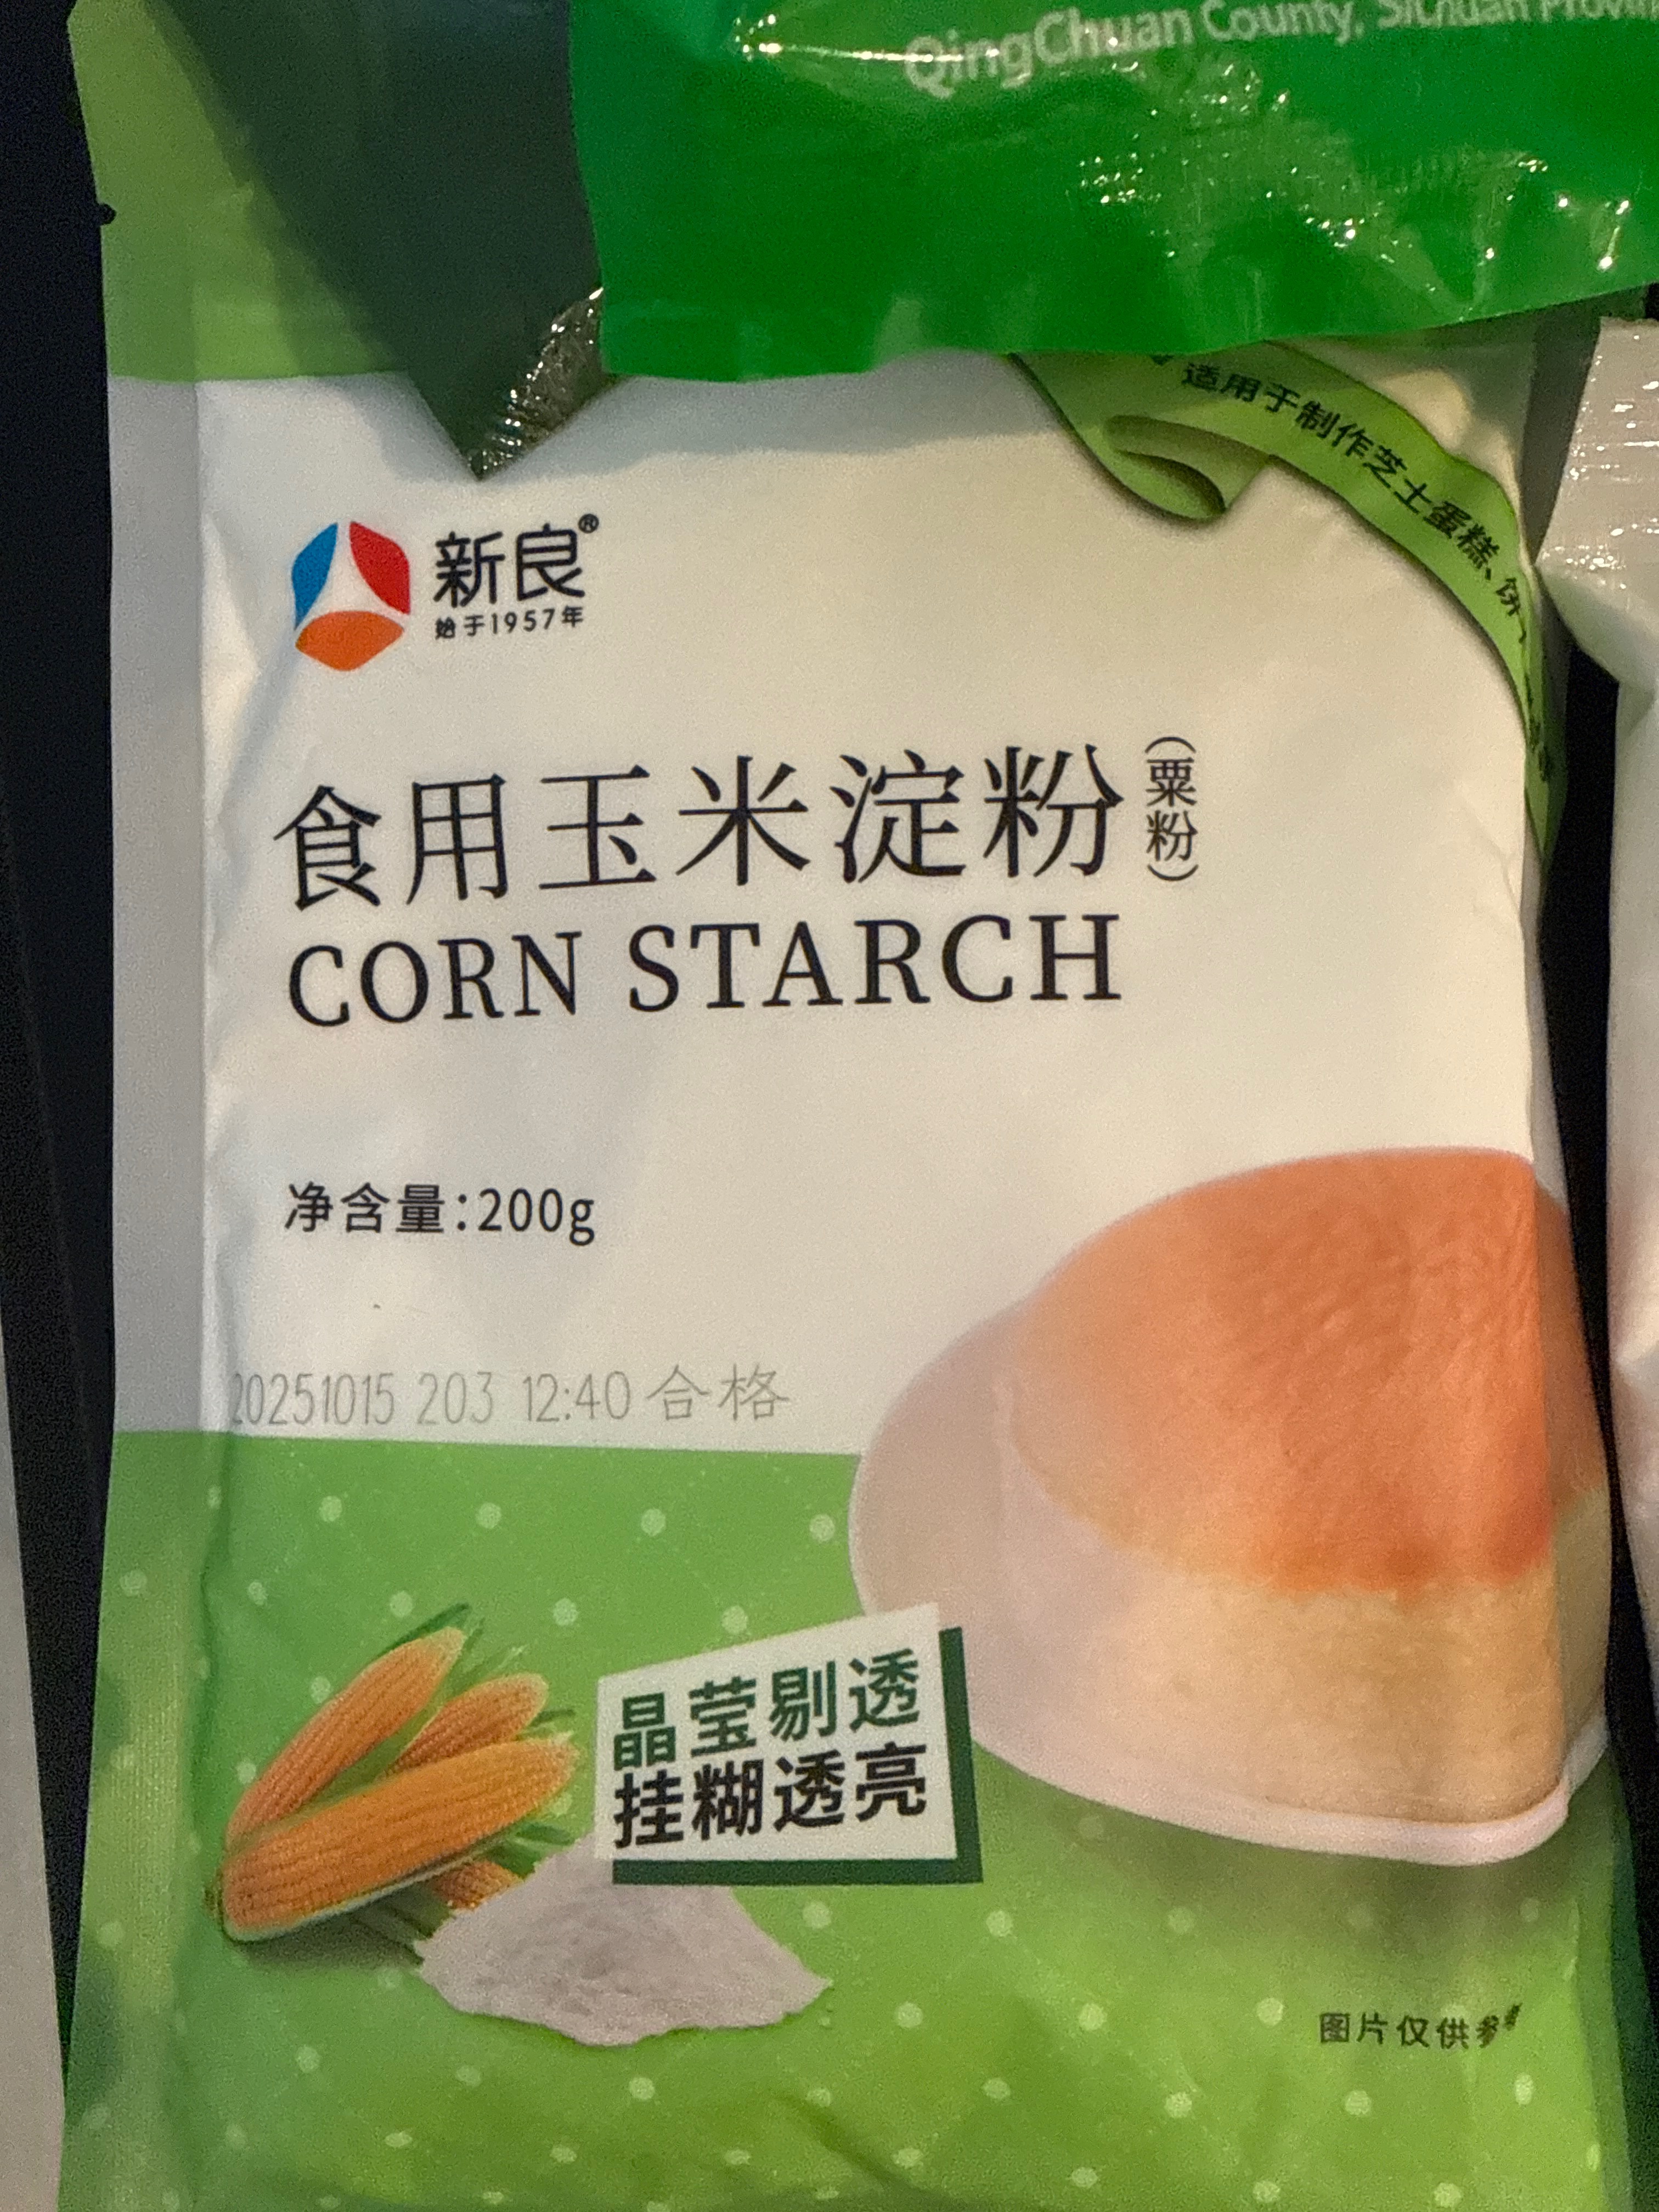 QingChuan County, Sichuan
适用于制作芝士蛋糕、饼
新良®
始于1957年
食用玉米淀粉
(粟粉)
CORN STARCH
净含量:200g
20251015 203 12:40 合格
晶莹剔透
挂糊透亮
图片仅供参考